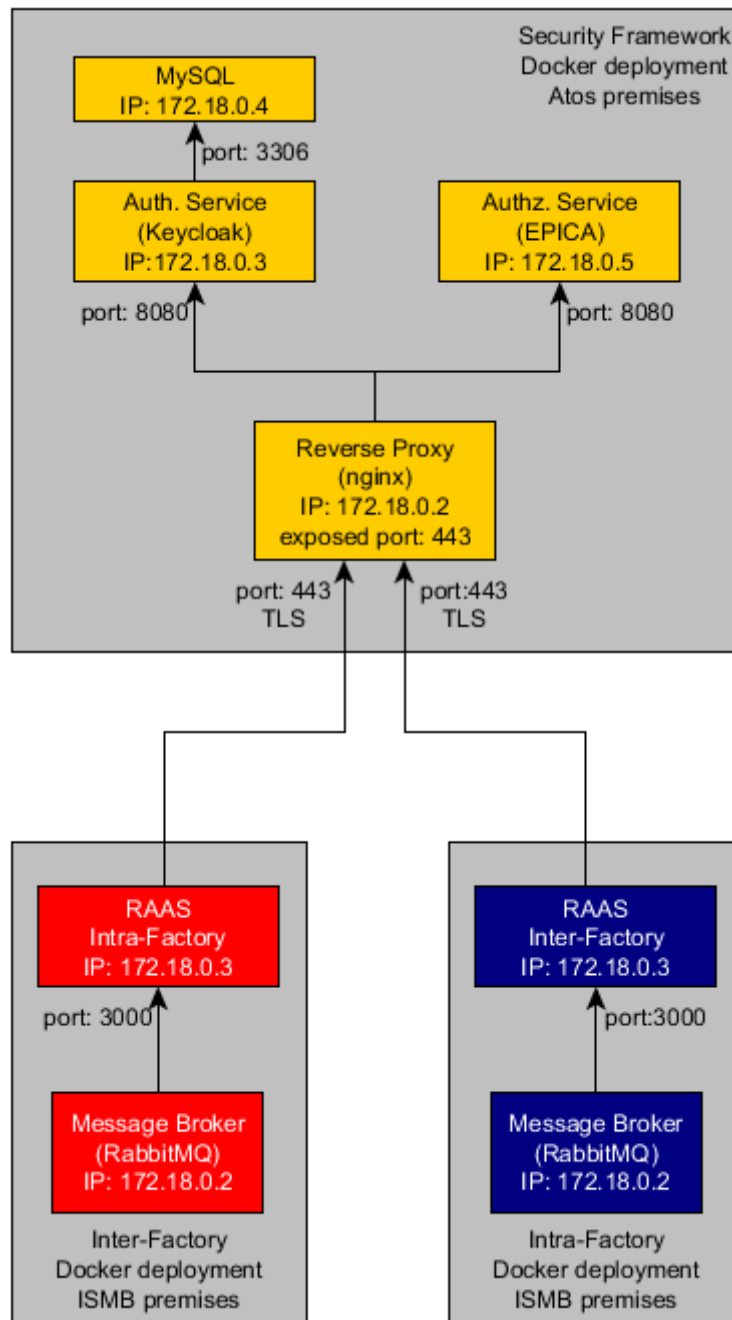 Security Framework
Docker deployment
Atos premises
MySQL
IP: 172.18.0.4
port: 3306
Auth. Service
(Keycloak)
IP:172.18.0.3
Authz. Service
(EPICA)
IP: 172.18.0.5
port: 8080
port: 8080
Reverse Proxy
(nginx)
IP: 172.18.0.2
exposed port: 443
port: 443
TLS
port:443
TLS
RAAS
Intra-Factory
IP: 172.18.0.3
port: 3000
Message Broker
(RabbitMQ)
IP: 172.18.0.2
Inter-Factory
Docker deployment
ISMB premises
RAAS
Inter-Factory
IP: 172.18.0.3
port:3000
Message Broker
(RabbitMQ)
IP: 172.18.0.2
Intra-Factory
Docker deployment
ISMB premises